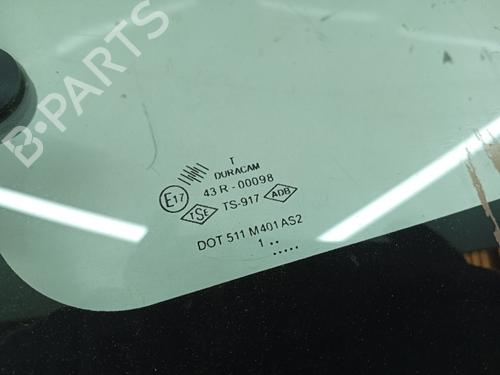 B-PARTS
T
DURACAM
E17 43 R - 00098
TSE TS-917 ADB
DOT 511 M401 AS2
1 ..
.....